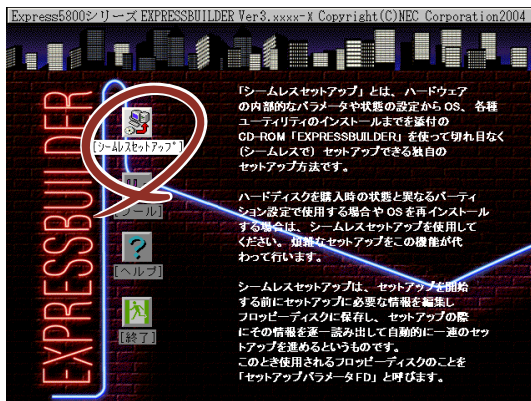 Express5800シリーズ EXPRESSBUILDER Ver3.xxxx-X Copyright(C)NEC Corporation2004
EXPRESSBUILDER
[シームレスセットアップ]
[ツール]
[ヘルプ]
[終了]
「シームレスセットアップ」とは、ハードウェア
の内部的なパラメータや状態の設定から OS、各種
ユーティリティのインストールまでを添付の
CD-ROM「EXPRESSBUILDER」を使って切れ目なく
(シームレスで) セットアップできる独自の
セットアップ方法です。
ハードディスクを購入時の状態と異なるパーティ
ション設定で使用する場合や OS を再インストール
する場合は、シームレスセットアップを使用して
ください。煩雑なセットアップをこの機能が代
わって行います。
シームレスセットアップは、セットアップを開始
する前にセットアップに必要な情報を編集し
フロッピーディスクに保存し、セットアップの際
にその情報を逐一読み出して自動的に一連のセッ
トアップを進めるというものです。
このとき使用されるフロッピーディスクのことを
「セットアップパラメータFD」と呼びます。